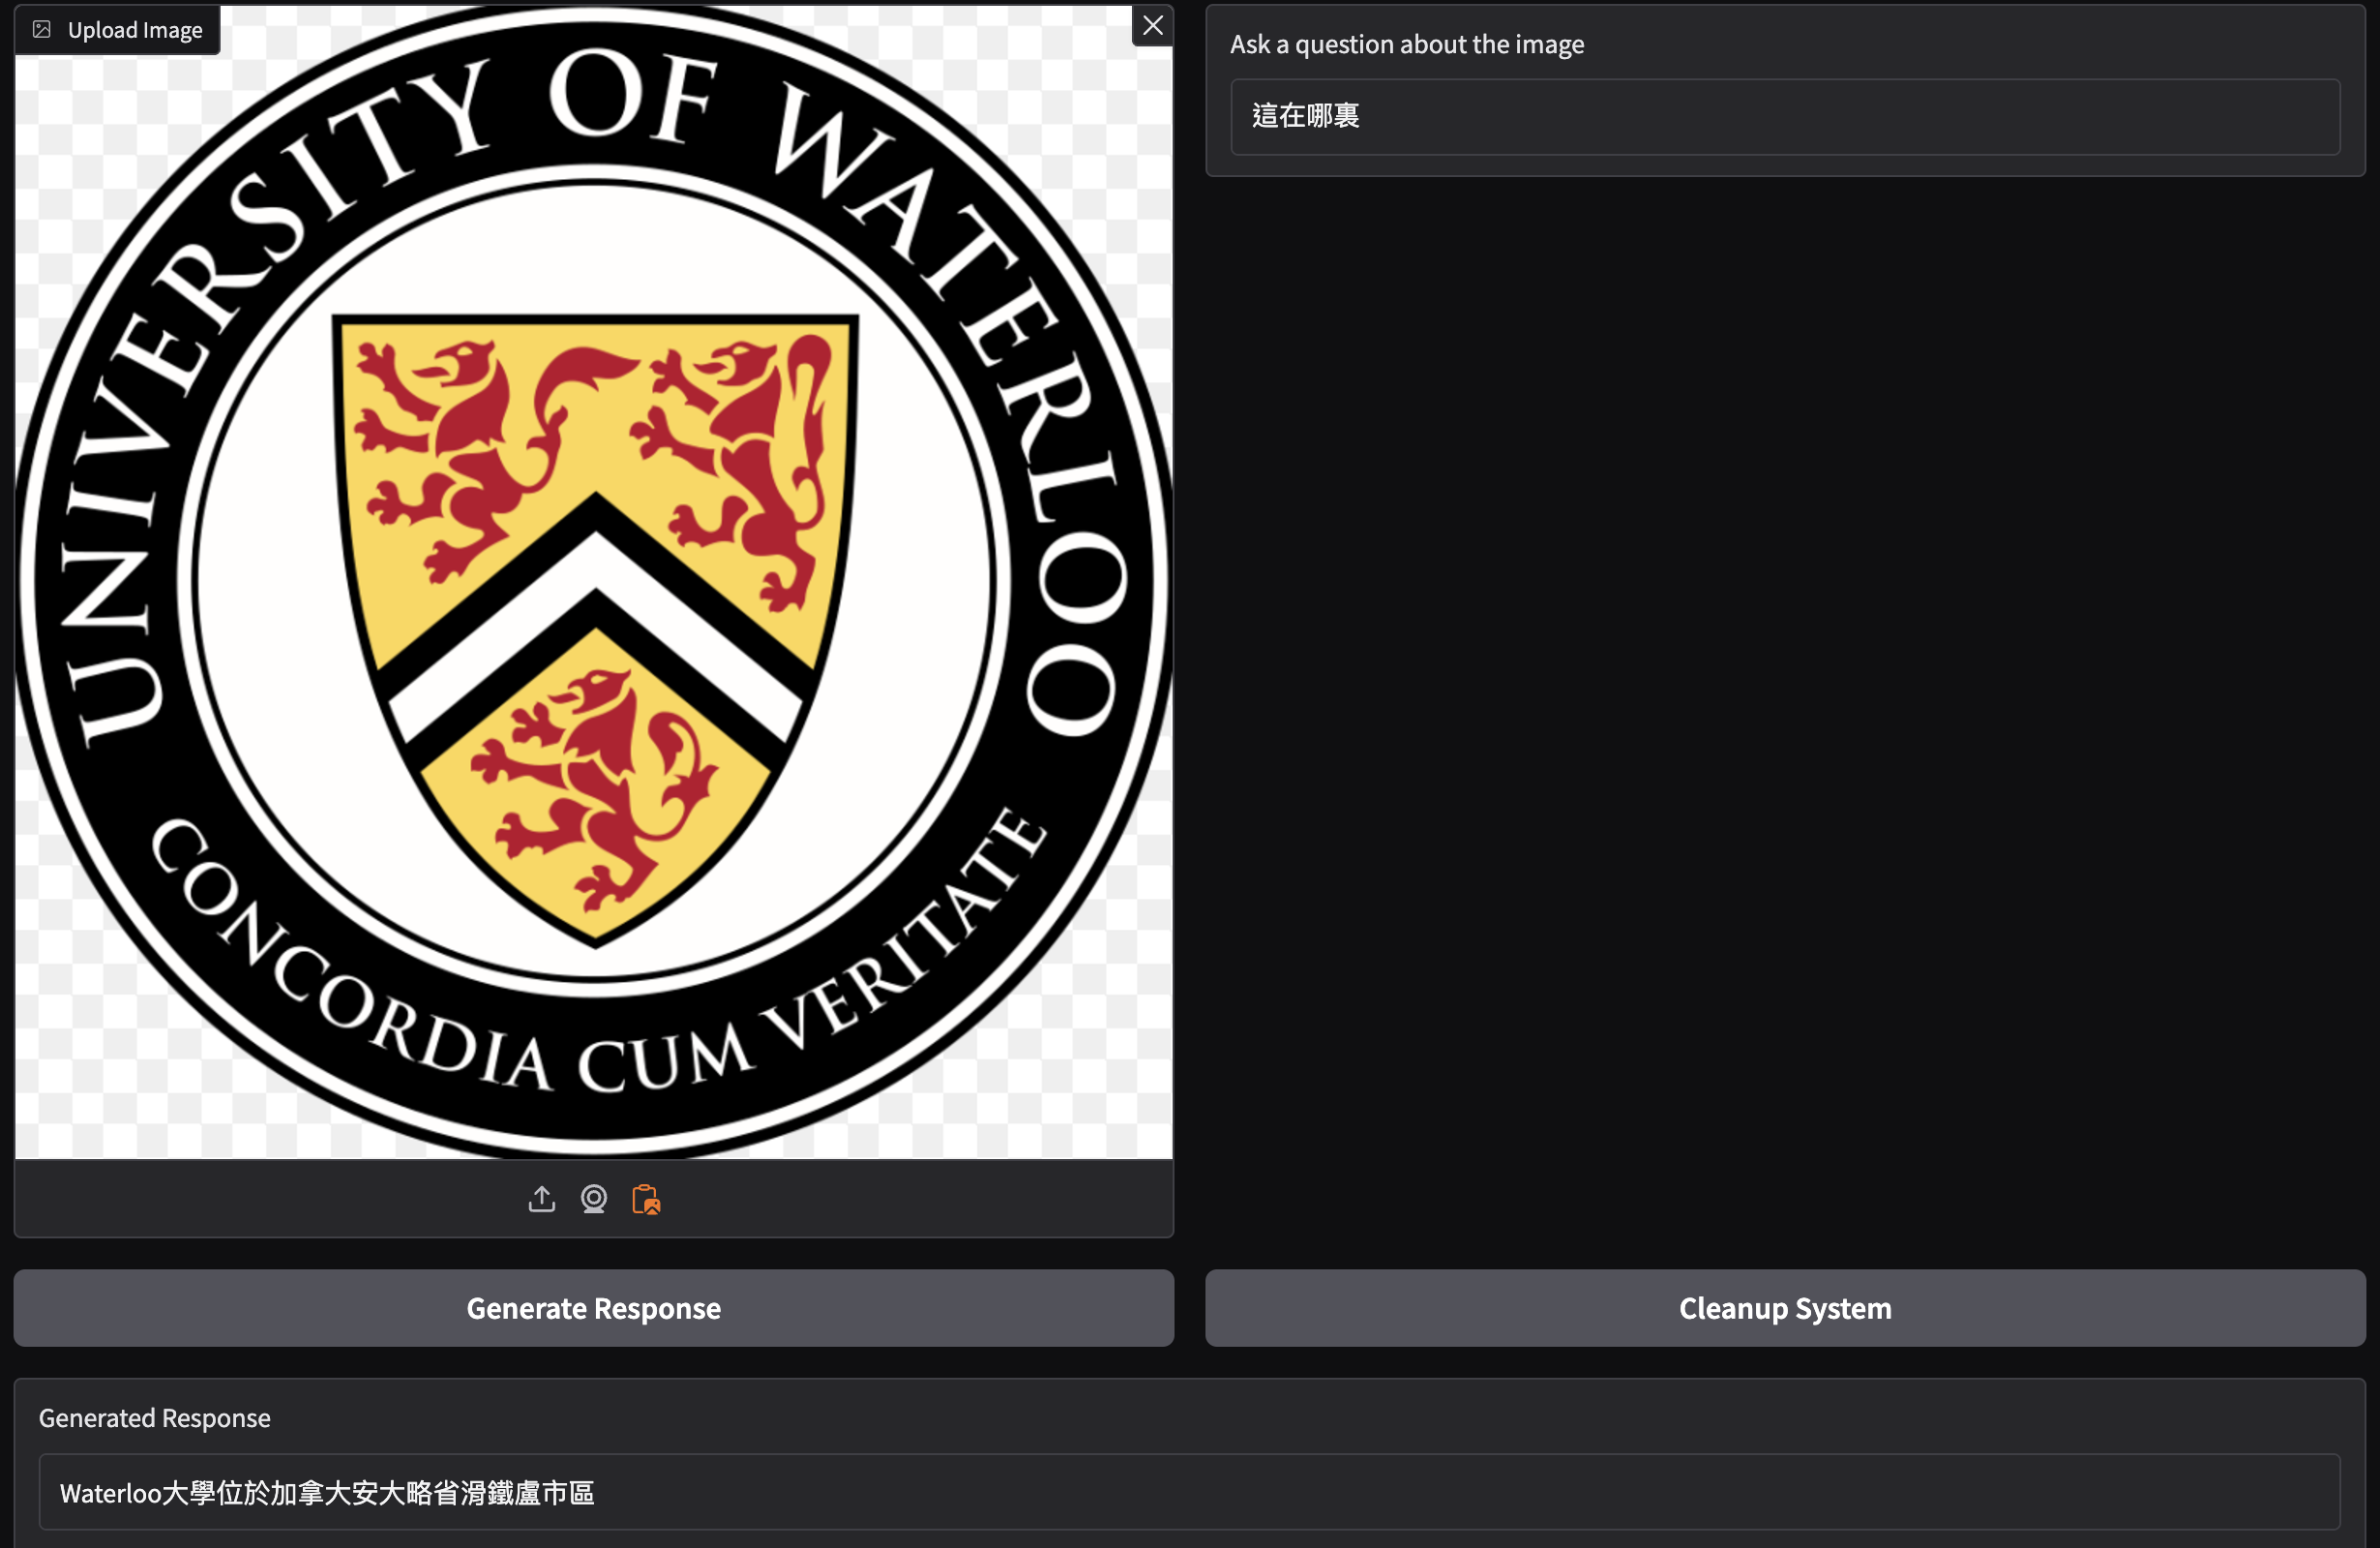 Upload Image
UNIVERSITY OF WATERLOO
CONCORDIA CUM VERITATE
Ask a question about the image
這在哪裏
Generate Response
Cleanup System
Generated Response
Waterloo大學位於加拿大安大略省滑鐵盧市區